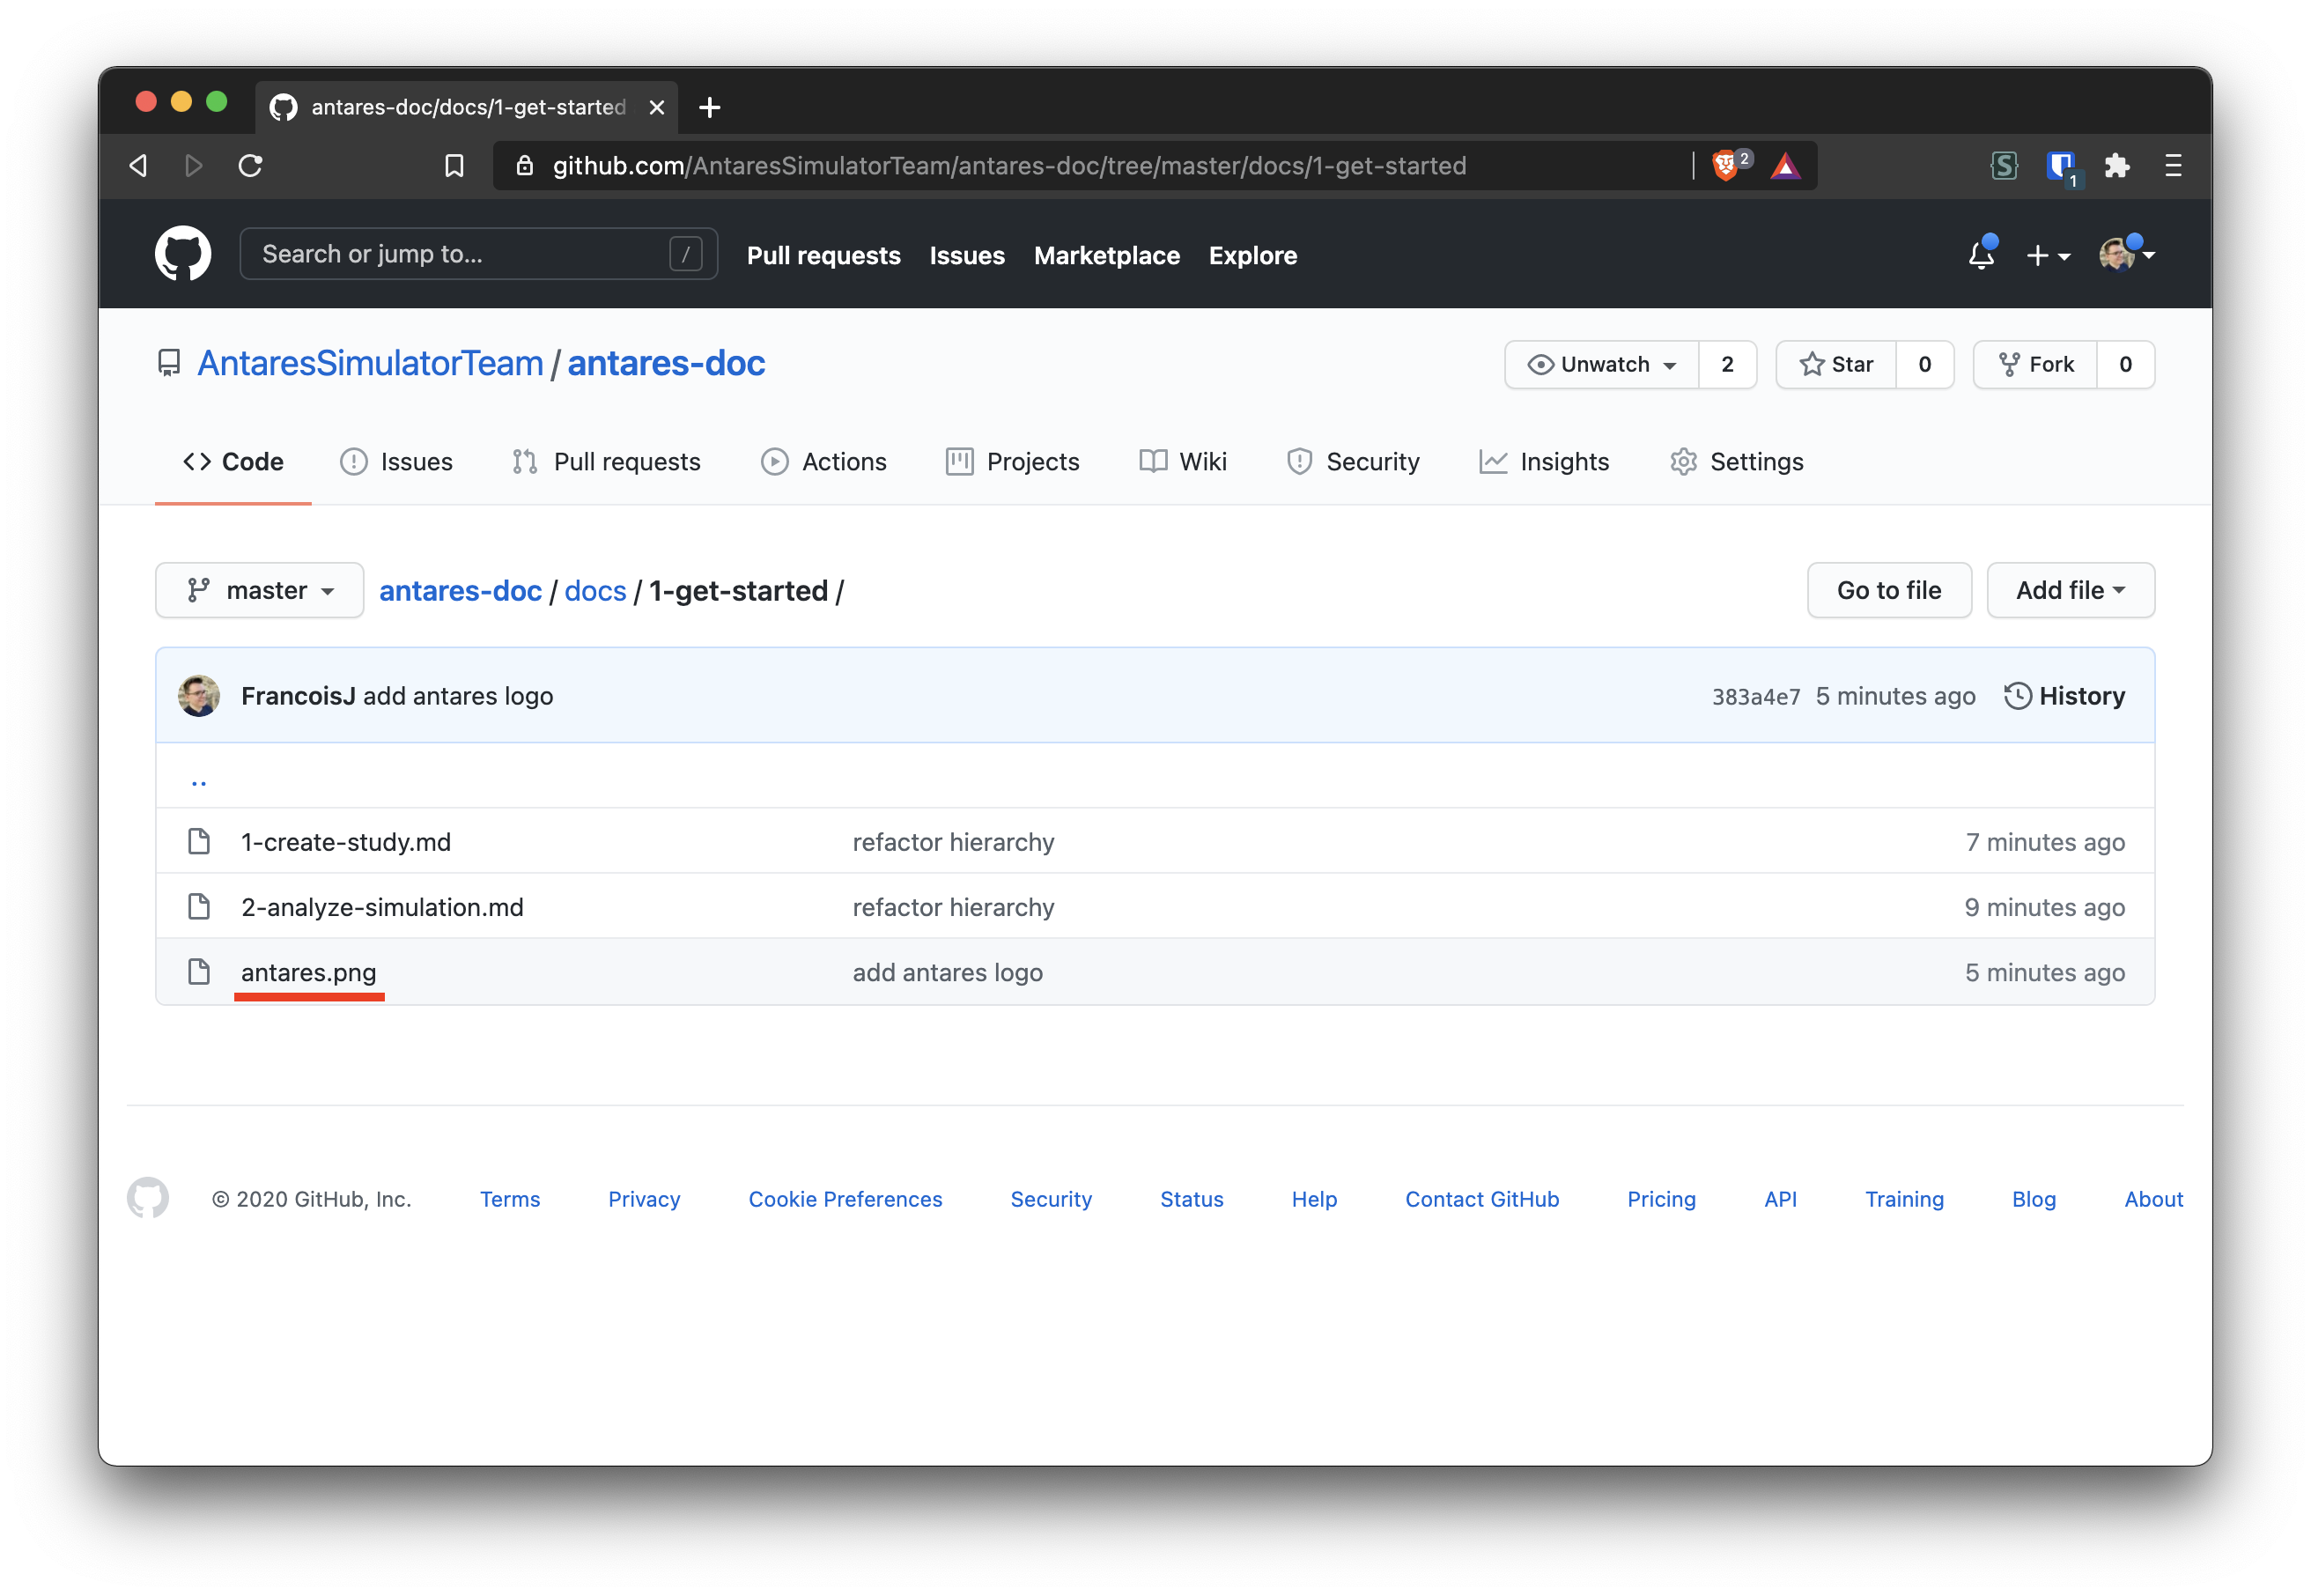 antares-doc/docs/1-get-started
github.com/AntaresSimulatorTeam/antares-doc/tree/master/docs/1-get-started 2 S 1
Search or jump to... / Pull requests Issues Marketplace Explore
AntaresSimulatorTeam / antares-doc Unwatch 2 Star 0 Fork 0
Code Issues Pull requests Actions Projects Wiki Security Insights Settings
master antares-doc / docs / 1-get-started / Go to file Add file
FrancoisJ add antares logo 383a4e7 5 minutes ago History
..
1-create-study.md refactor hierarchy 7 minutes ago
2-analyze-simulation.md refactor hierarchy 9 minutes ago
antares.png add antares logo 5 minutes ago
© 2020 GitHub, Inc. Terms Privacy Cookie Preferences Security Status Help Contact GitHub Pricing API Training Blog About